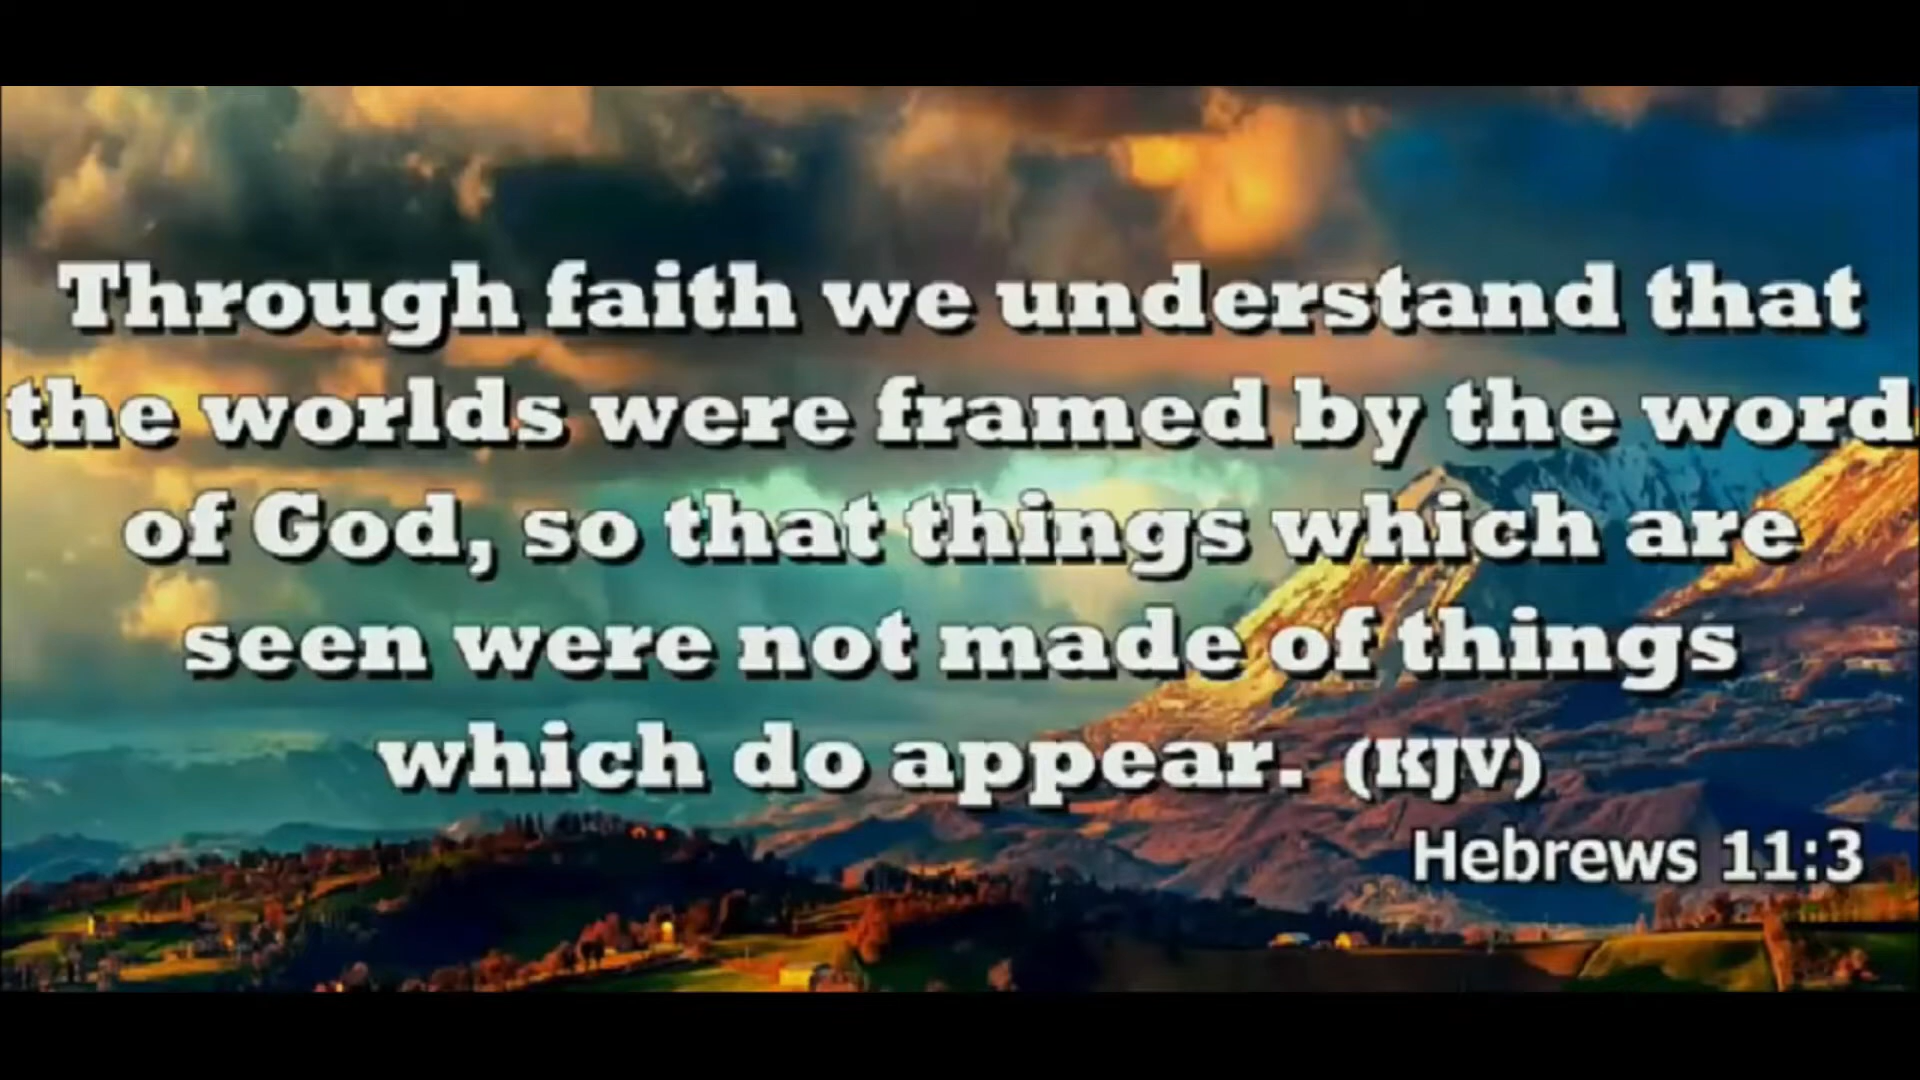 Through faith we understand that
the worlds were framed by the word
of God, so that things which are
seen were not made of things
which do appear. (KJV)
Hebrews 11:3